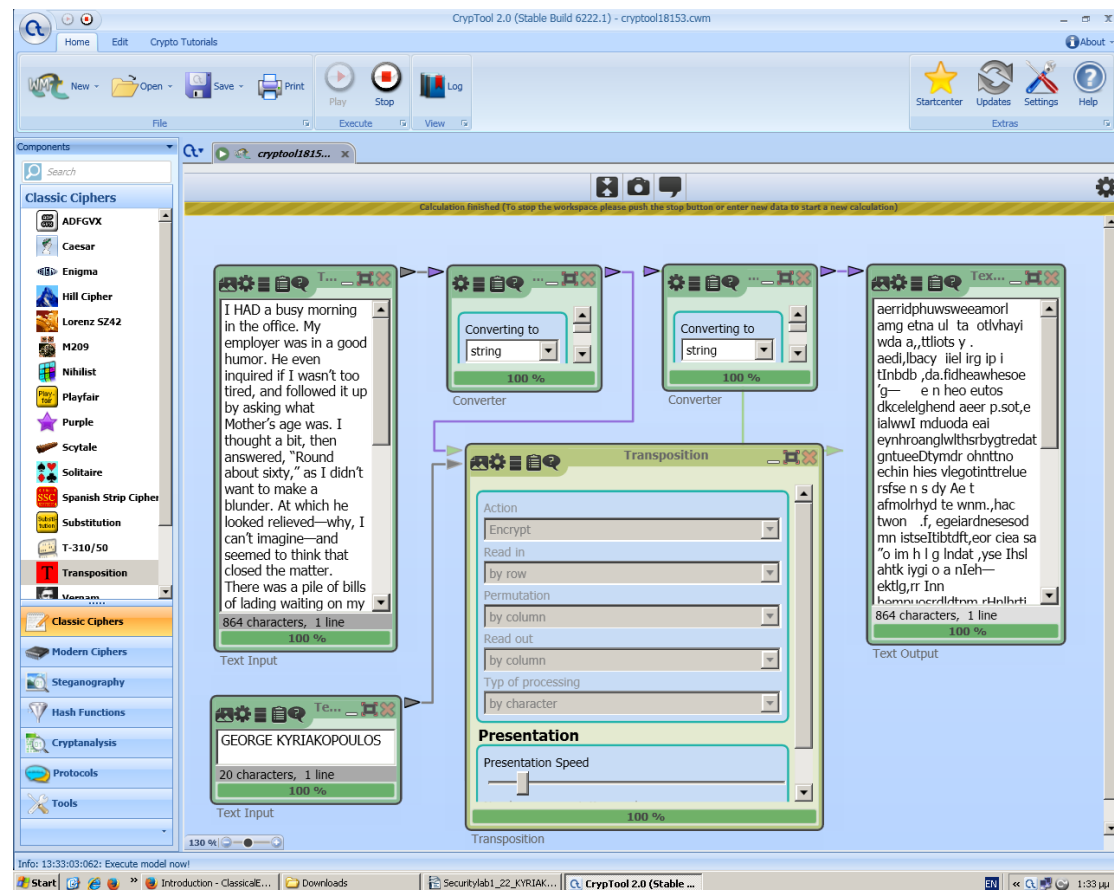 CrypTool 2.0 (Stable Build 6222.1) - cryptool18153.cwm
Home Edit Crypto Tutorials
About
New Open Save Print
Play Stop
Log
Startcenter Updates Settings Help
File Execute View Extras
Components
cryptool1815...
Search
Classic Ciphers
ADFGVX
Caesar
Enigma
Hill Cipher
Lorenz SZ42
M209
Nihilist
Playfair
Purple
Scytale
Solitaire
Spanish Strip Cipher
Substitution
T-310/50
Transposition
Vernam
Classic Ciphers
Modern Ciphers
Steganography
Hash Functions
Cryptanalysis
Protocols
Tools
Calculation finished (To stop the workspace please push the stop button or enter new data to start a new calculation)
T...
I HAD a busy morning
in the office. My
employer was in a good
humor. He even
inquired if I wasn't too
tired, and followed it up
by asking what
Mother's age was. I
thought a bit, then
answered, “Round
about sixty,” as I didn't
want to make a
blunder. At which he
looked relieved—why, I
can't imagine—and
seemed to think that
closed the matter.
There was a pile of bills
of lading waiting on my
864 characters, 1 line
100 %
Text Input
Converting to
string
100 %
Converter
Converting to
string
100 %
Converter
Tex...
aerridphuwsweeamorl
amg etna ul ta otlvhayi
wda a,,ttliots y .
aedi,lbacy iiel irg ip i
tInbdb ,da.fidheawhesoe
'g— e n heo eutos
dkcelelghend aeer p.sot,e
ialwwI mduoda eai
eynhroanglwlthsrbygtredat
gntueeDtymdr ohnttno
echin hies vlegotinttrelue
rsfse n s dy Ae t
afmolrhyd te wnm.,hac
twon .f, egeiardnesesod
mn istseItibtdft,eor ciea sa
“o im h l g lndat ,yse Ihsl
ahtk iygi o a nIeh—
ektlg,rr Inn
864 characters, 1 line
100 %
Text Output
Transposition
Action
Encrypt
Read in
by row
Permutation
by column
Read out
by column
Typ of processing
by character
Presentation
Presentation Speed
100 %
Transposition
Te...
GEORGE KYRIAKOPOULOS
20 characters, 1 line
100 %
Text Input
130 %
Info: 13:33:03:062: Execute model now!
Start Introduction - ClassicalE... Downloads Securitylab1_22_KYRIAK... CrypTool 2.0 (Stable ... EN 1:33 μμ